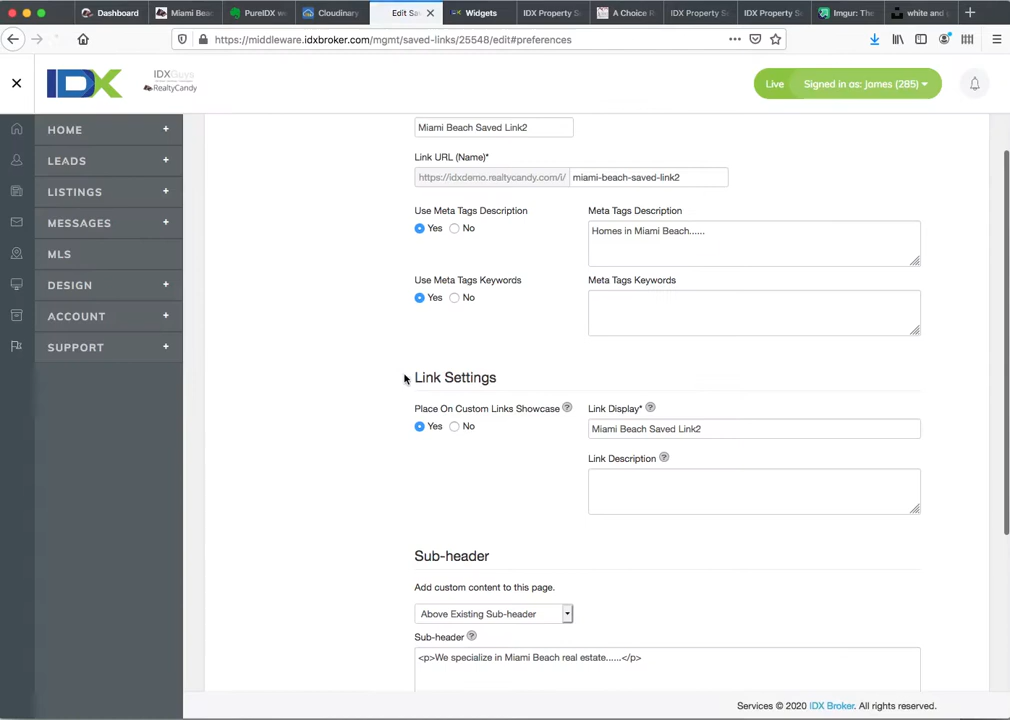 Dashboard
Miami Bea
PureIDX w
Cloudinary
Edit Sa
Widgets
IDX Property S
A Choice R
IDX Property S
IDX Property S
Imgur: The
white and g
https://middleware.idxbroker.com/mgmt/saved-links/25548/edit#preferences
IDX
IDXGuys
RealtyCandy
Live
Signed in as: James (285)
HOME +
LEADS +
LISTINGS +
MESSAGES +
MLS
DESIGN +
ACCOUNT +
SUPPORT +
Miami Beach Saved Link2
Link URL (Name)*
https://idxdemo.realtycandy.com/i/ miami-beach-saved-link2
Use Meta Tags Description
Yes No
Meta Tags Description
Homes in Miami Beach......
Use Meta Tags Keywords
Yes No
Meta Tags Keywords
Link Settings
Place On Custom Links Showcase ?
Yes No
Link Display* ?
Miami Beach Saved Link2
Link Description ?
Sub-header
Add custom content to this page.
Above Existing Sub-header
Sub-header ?
<p>We specialize in Miami Beach real estate......</p>
Services © 2020 IDX Broker. All rights reserved.